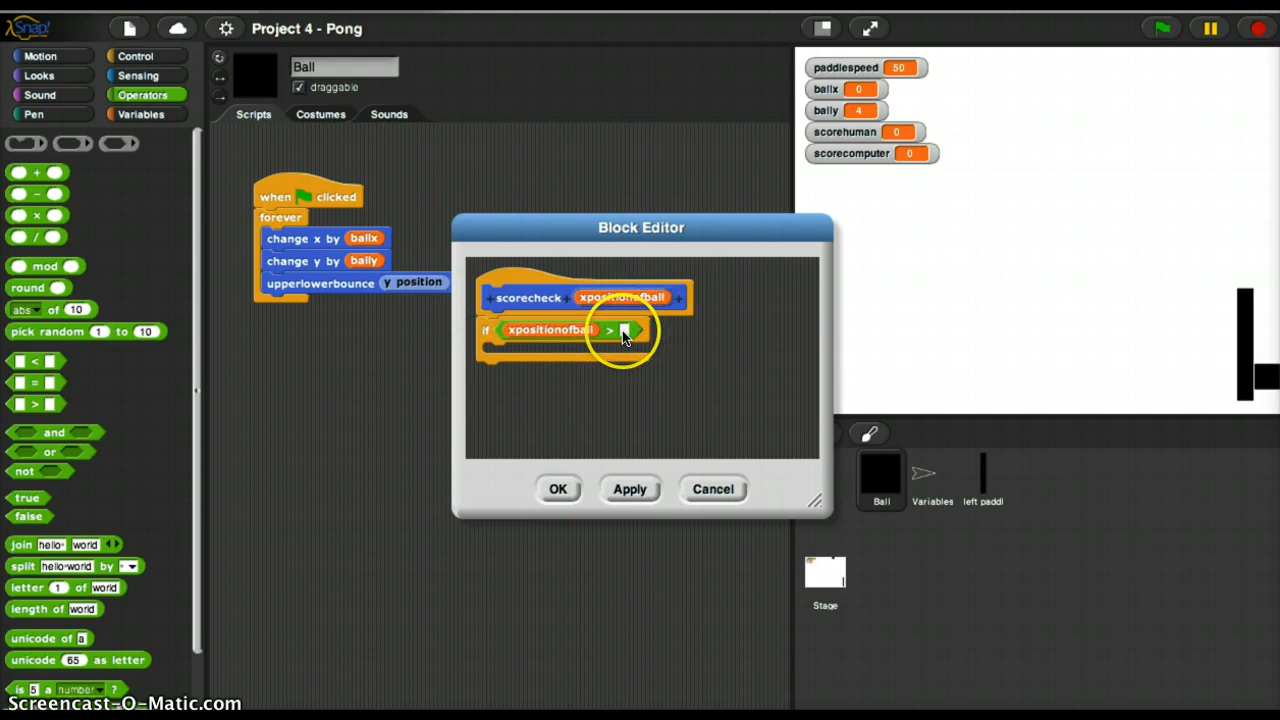 Snap!
Project 4 - Pong
Motion
Control
Looks
Sensing
Sound
Operators
Pen
Variables
Ball
draggable
Scripts
Costumes
Sounds
+
−
×
/
mod
round
abs of 10
pick random 1 to 10
<
=
>
and
or
not
true
false
join hello world
split hello world by
letter 1 of world
length of world
unicode of a
unicode 65 as letter
is 5 a number ?
when clicked
forever
change x by ballx
change y by bally
upperlowerbounce y position
Block Editor
+ scorecheck + xpositionofball +
if xpositionofball >
OK
Apply
Cancel
paddlespeed 50
ballx 0
bally 4
scorehuman 0
scorecomputer 0
Ball
Variables
left paddl
Stage
Screencast-O-Matic.com